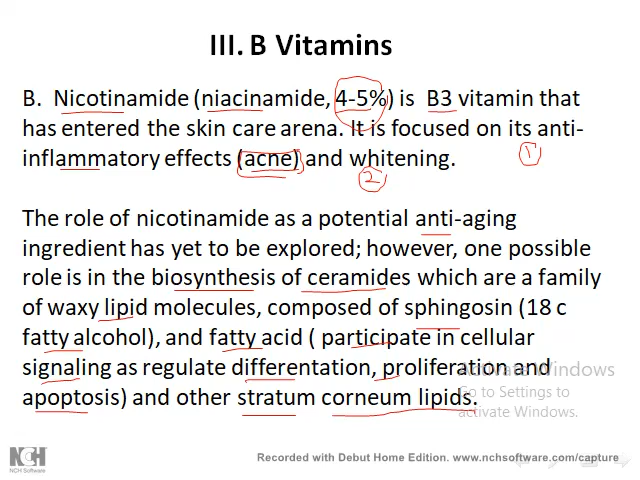 III. B Vitamins
B. Nicotinamide (niacinamide, 4-5%) is B3 vitamin that
has entered the skin care arena. It is focused on its anti-
inflammatory effects (acne) and whitening.
1
2
The role of nicotinamide as a potential anti-aging
ingredient has yet to be explored; however, one possible
role is in the biosynthesis of ceramides which are a family
of waxy lipid molecules, composed of sphingosin (18 c
fatty alcohol), and fatty acid ( participate in cellular
signaling as regulate differentation, proliferation and
apoptosis) and other stratum corneum lipids.
Activate Windows
Go to Settings to
activate Windows.
NCH
NCH Software
Recorded with Debut Home Edition. www.nchsoftware.com/capture